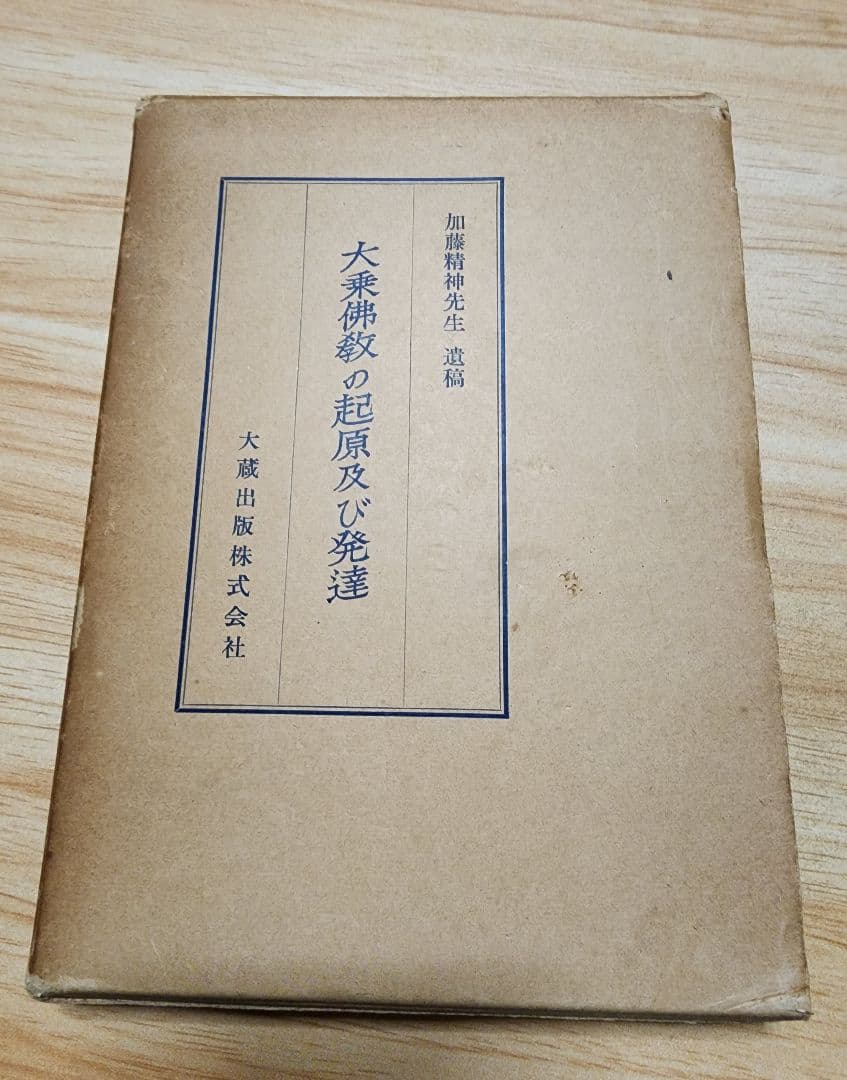 加藤精神先生 遺稿
大乗佛教の起原及び発達
大蔵出版株式会社